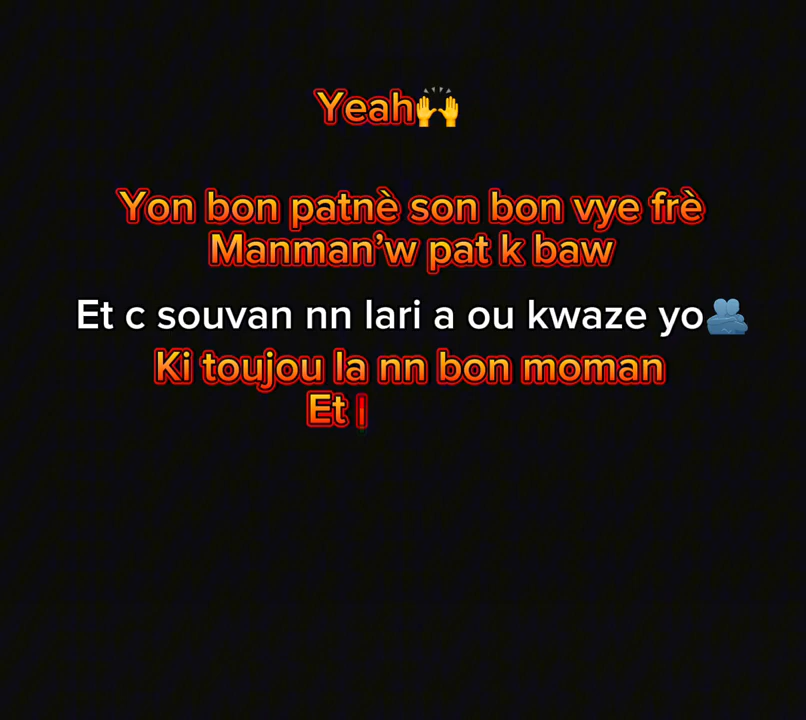 Yeah🙌
Yon bon patnè son bon vye frè
Manman’w pat k baw
Et c souvan nn lari a ou kwaze yo🫂
Ki toujou la nn bon moman
Et